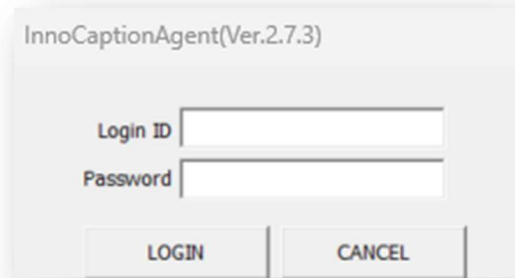 InnoCaptionAgent(Ver.2.7.3)
Login ID
Password
LOGIN CANCEL